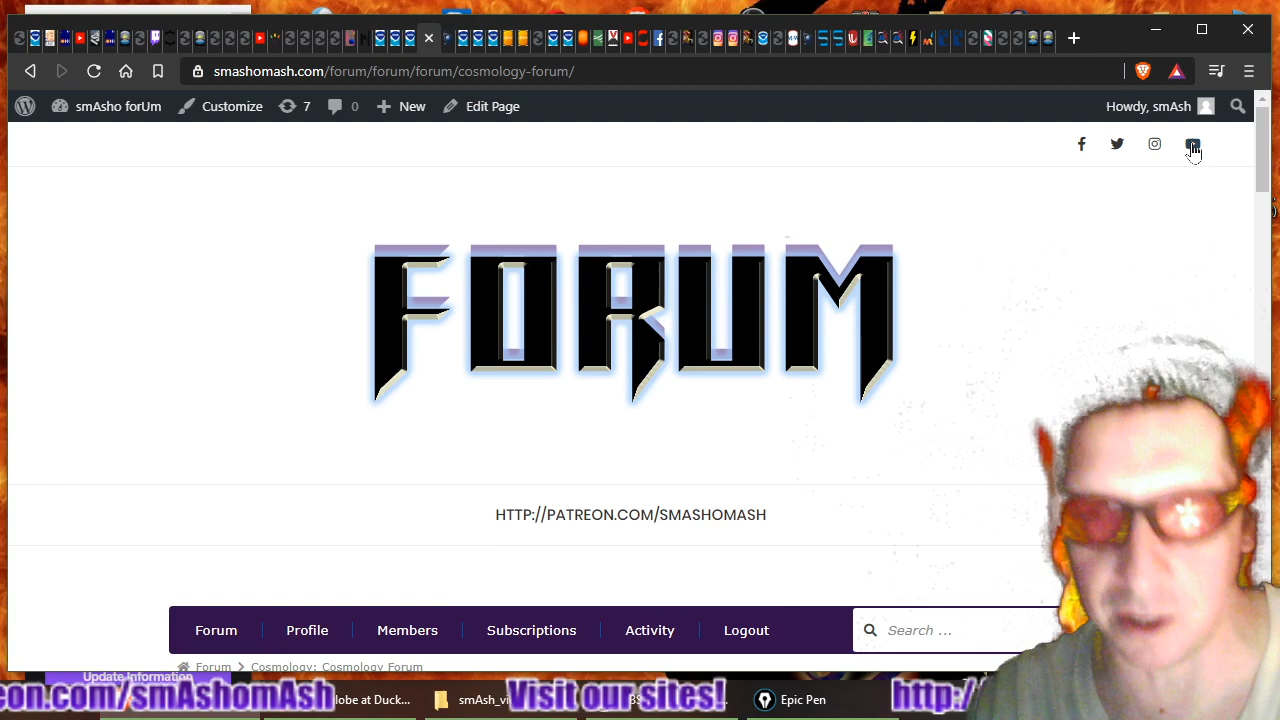 smashomash.com/forum/forum/forum/cosmology-forum/
smAsho forUm Customize 7 0 New Edit Page Howdy, smAsh
FORUM
HTTP://PATREON.COM/SMASHOMASH
Forum Profile Members Subscriptions Activity Logout Search ...
Forum Cosmology: Cosmology Forum
Update Information
lobe at Duck... smAsh_vi Epic Pen
eon.com/smAshomAsh Visit our sites! http:/